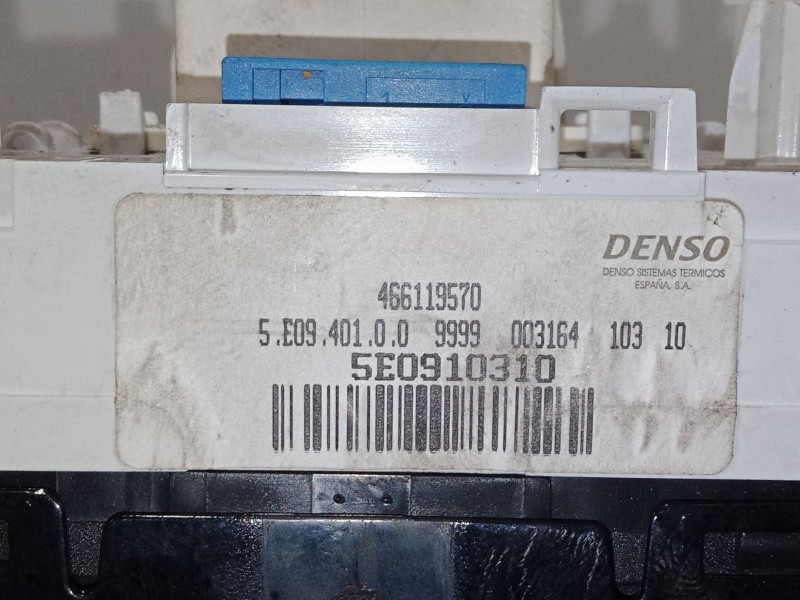 DENSO
DENSO SISTEMAS TERMICOS
ESPAÑA, S.A.
466119570
5.E09.401.0.0 9999 003164 103 10
5E0910310